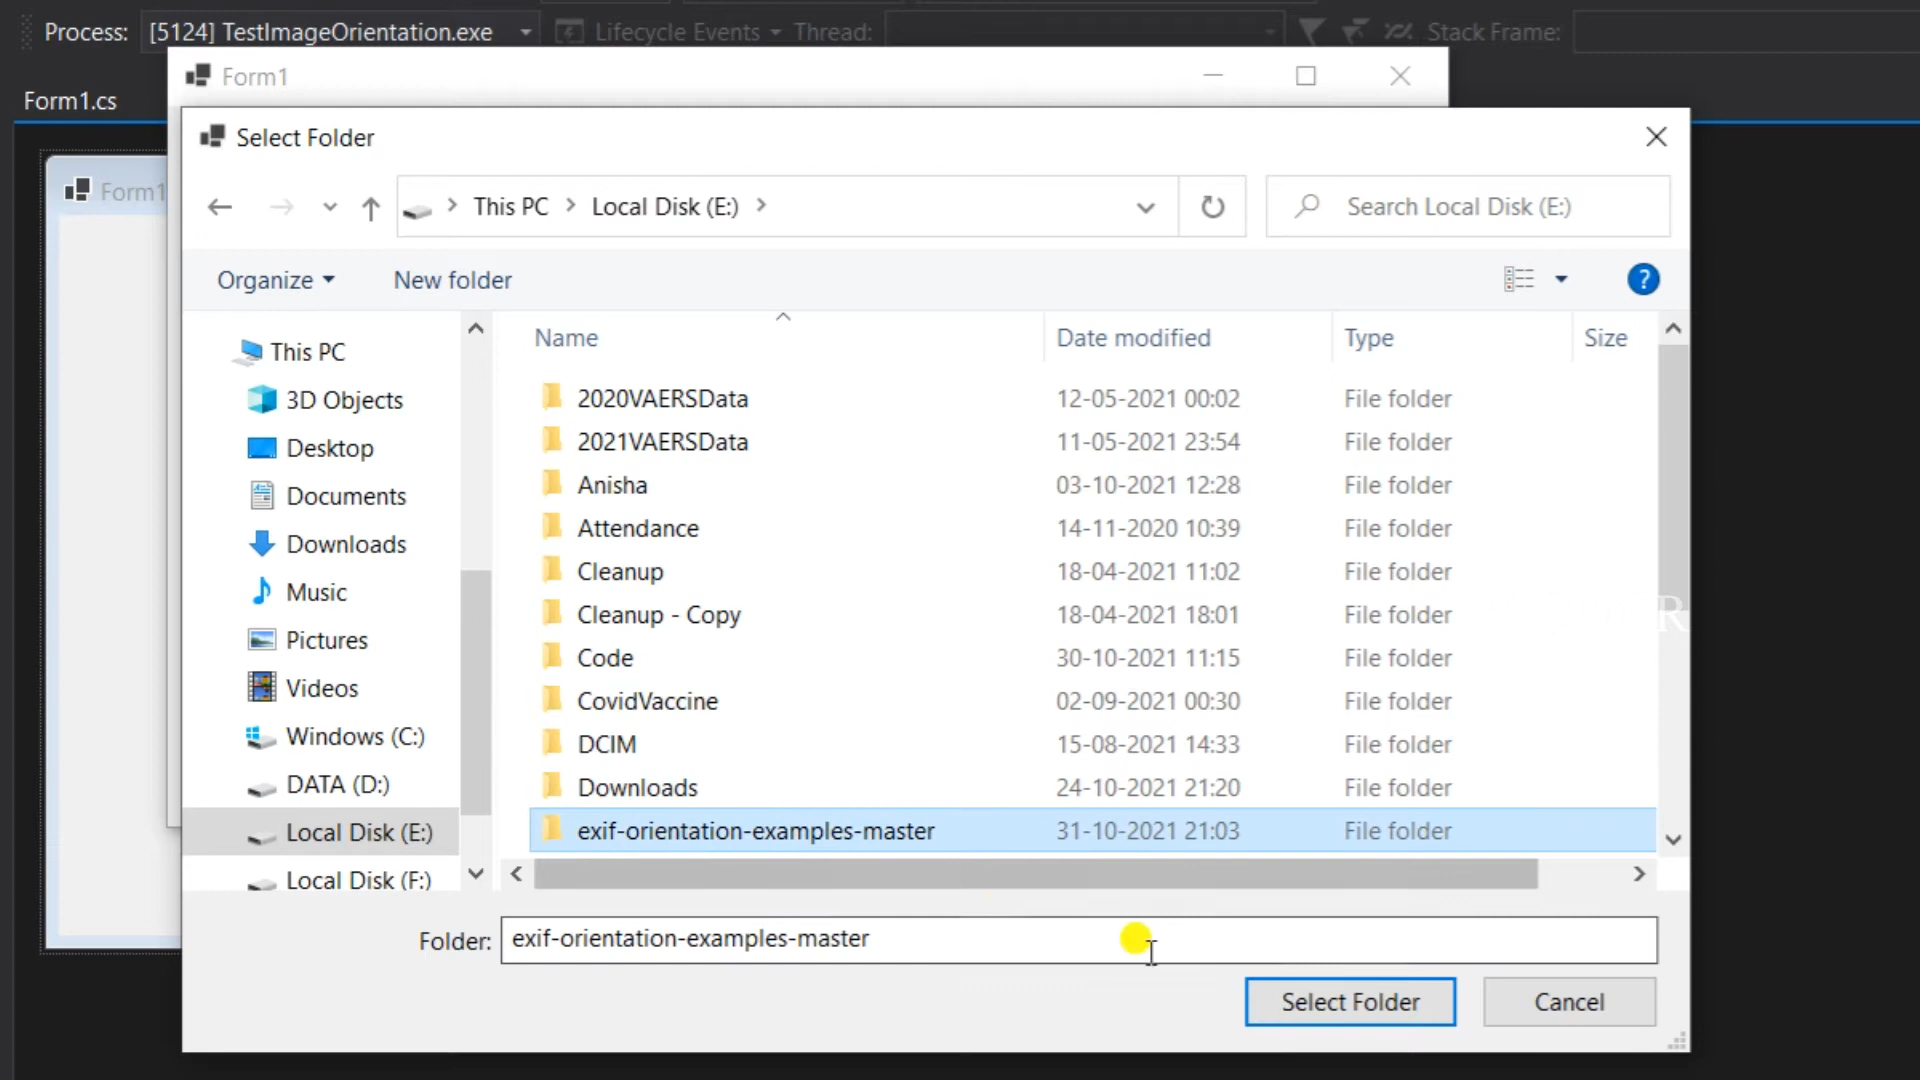 Process: [5124] TestImageOrientation.exe Lifecycle Events Thread: Stack Frame:
Form1
Form1.cs
Select Folder
Form1
This PC Local Disk (E:) Search Local Disk (E:)
Organize New folder ?
Name Date modified Type Size
This PC
3D Objects
Desktop
Documents
Downloads
Music
Pictures
Videos
Windows (C:)
DATA (D:)
Local Disk (E:)
Local Disk (F:)
2020VAERSData 12-05-2021 00:02 File folder
2021VAERSData 11-05-2021 23:54 File folder
Anisha 03-10-2021 12:28 File folder
Attendance 14-11-2020 10:39 File folder
Cleanup 18-04-2021 11:02 File folder
Cleanup - Copy 18-04-2021 18:01 File folder
Code 30-10-2021 11:15 File folder
CovidVaccine 02-09-2021 00:30 File folder
DCIM 15-08-2021 14:33 File folder
Downloads 24-10-2021 21:20 File folder
exif-orientation-examples-master 31-10-2021 21:03 File folder
R
Folder: exif-orientation-examples-master
Select Folder Cancel